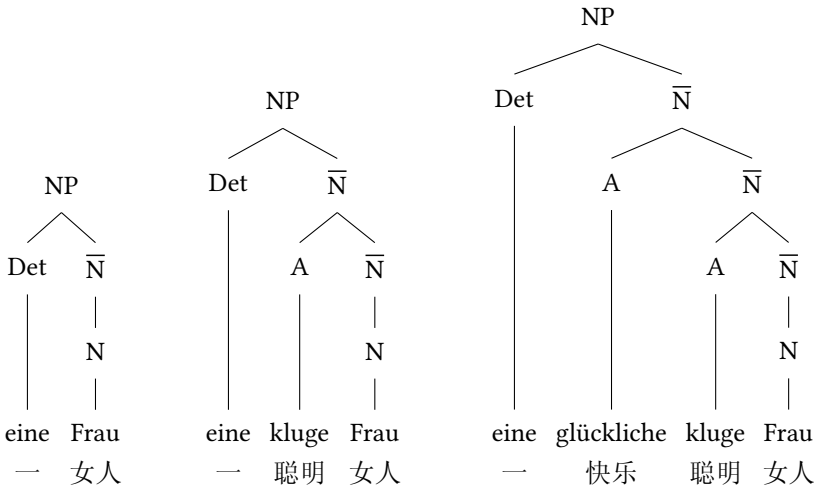 NP
NP
Det
N̅
NP
Det
N̅
A
N̅
Det
N̅
A
N̅
A
N̅
N
N
N
eine Frau
eine kluge Frau
eine glückliche kluge Frau
一 女人
一 聪明 女人
一 快乐 聪明 女人